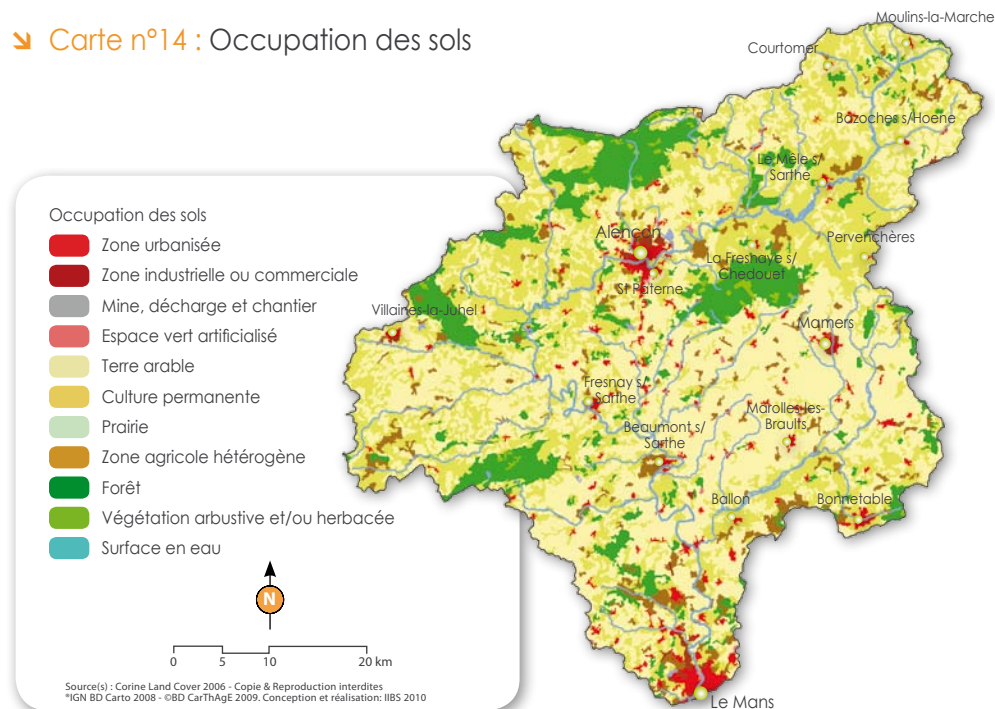 Carte n°14 : Occupation des sols
Moulins-la-Marche
Courtomer
Bazoches s/Hoene
Le Mêle s/
Sarthe
Alençon
Pervenchères
La Freshaye s/
Chedouet
St Paterne
Villaines-la-Juhel
Mamers
Fresnay s/
Sarthe
Marolles-les-
Braults
Beaumont s/
Sarthe
Ballon
Bonnetable
Le Mans
Occupation des sols
Zone urbanisée
Zone industrielle ou commerciale
Mine, décharge et chantier
Espace vert artificialisé
Terre arable
Culture permanente
Prairie
Zone agricole hétérogène
Forêt
Végétation arbustive et/ou herbacée
Surface en eau
N
0 5 10 20 km
Source(s) : Corine Land Cover 2006 - Copie & Reproduction interdites
®IGN BD Carto 2008 - ©BD CarThAgE 2009. Conception et réalisation: IIBS 2010